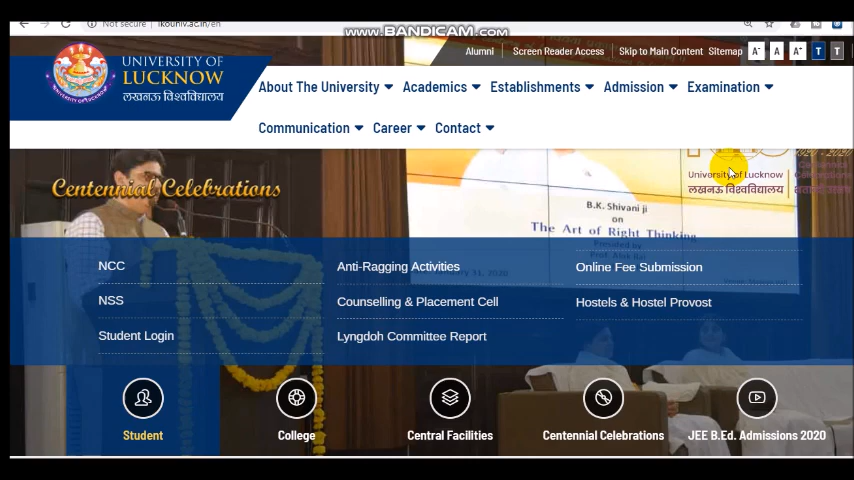 Not secure | lkouniv.ac.in/en
www.BANDICAM.com
Alumni
Screen Reader Access
Skip to Main Content
Sitemap
A-
A
A+
T
T
UNIVERSITY OF
LUCKNOW
लखनऊ विश्वविद्यालय
About The University
Academics
Establishments
Admission
Examination
Communication
Career
Contact
Centennial Celebrations
University of Lucknow
लखनऊ विश्वविद्यालय
B.K. Shivani ji
on
The Art of Right Thinking
January 31, 2020
NCC
Anti-Ragging Activities
Online Fee Submission
NSS
Counselling & Placement Cell
Hostels & Hostel Provost
Student Login
Lyngdoh Committee Report
Student
College
Central Facilities
Centennial Celebrations
JEE B.Ed. Admissions 2020